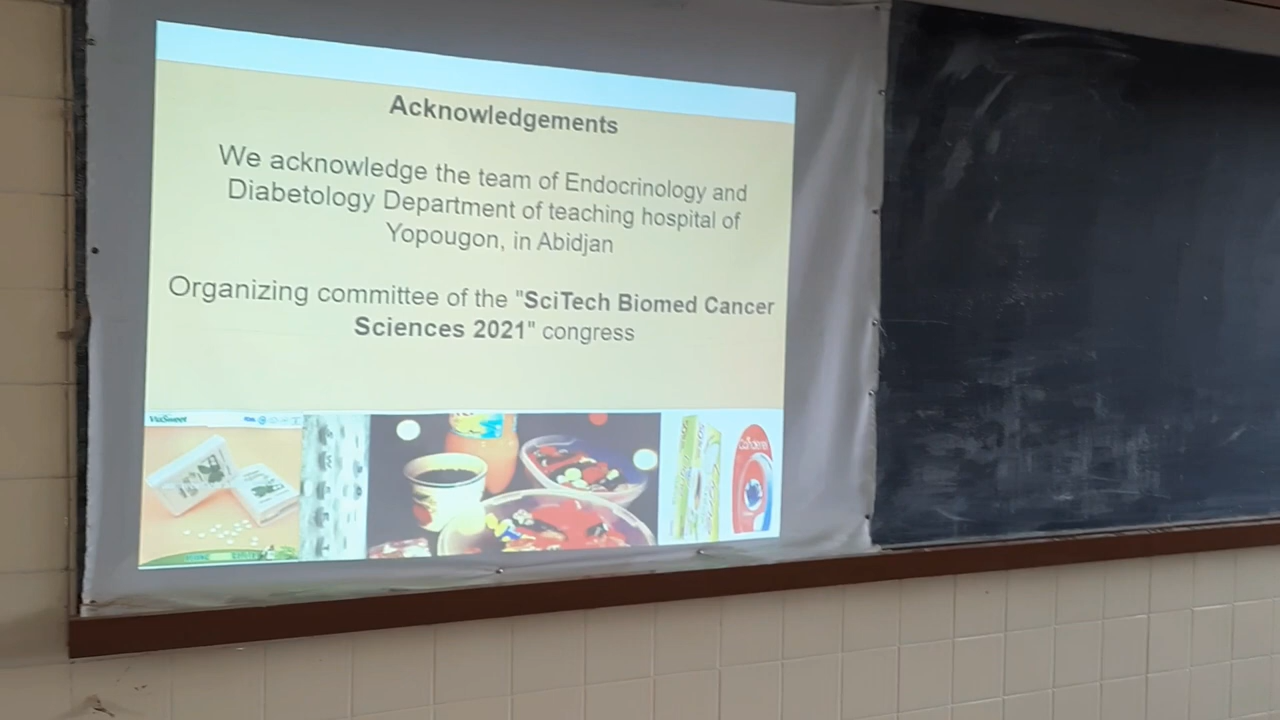 Acknowledgements
We acknowledge the team of Endocrinology and
Diabetology Department of teaching hospital of
Yopougon, in Abidjan
Organizing committee of the "SciTech Biomed Cancer
Sciences 2021" congress
ViaSweet